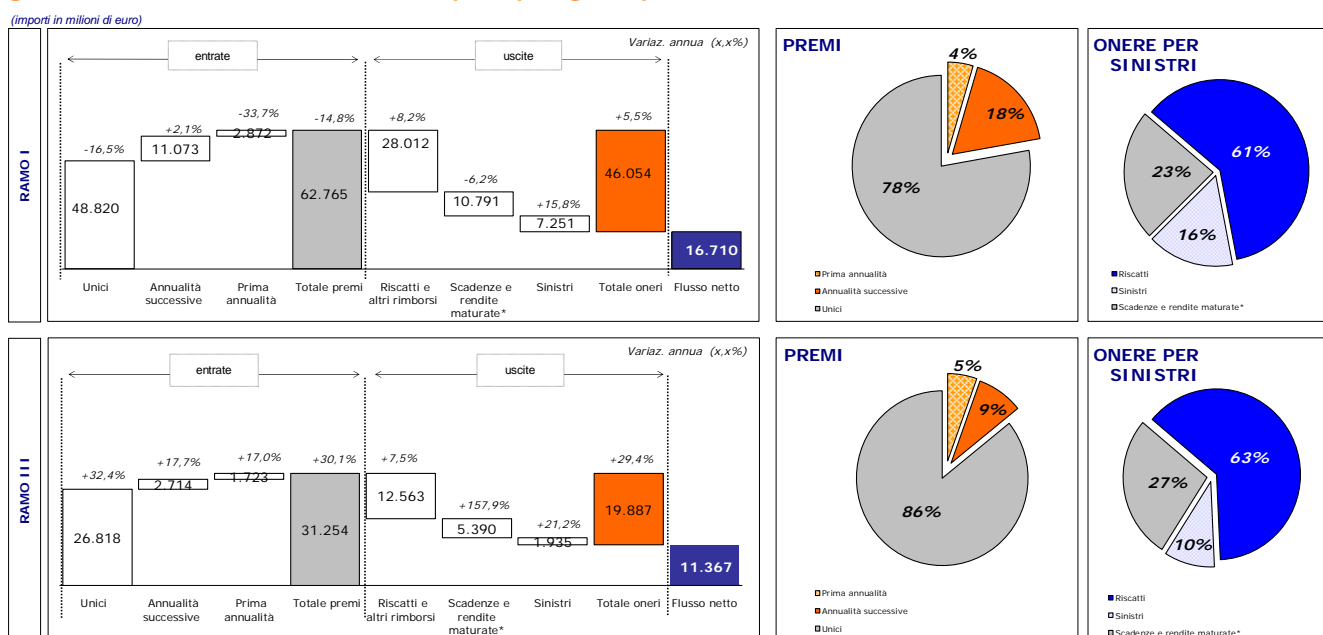 (importi in milioni di euro)
RAMO I
Variaz. annua (x,x%)
entrate
uscite
-16,5%
+2,1%
-33,7%
-14,8%
+8,2%
-6,2%
+15,8%
+5,5%
48.820
11.073
2.872
62.765
28.012
10.791
7.251
46.054
16.710
Unici
Annualità successive
Prima annualità
Totale premi
Riscatti e altri rimborsi
Scadenze e rendite maturate*
Sinistri
Totale oneri
Flusso netto
PREMI
4%
18%
78%
Prima annualità
Annualità successive
Unici
ONERE PER
SINISTRI
61%
23%
16%
Riscatti
Sinistri
Scadenze e rendite maturate*
RAMO III
Variaz. annua (x,x%)
entrate
uscite
+32,4%
+17,7%
+17,0%
+30,1%
+7,5%
+157,9%
+21,2%
+29,4%
26.818
2.714
1.723
31.254
12.563
5.390
1.935
19.887
11.367
Unici
Annualità successive
Prima annualità
Totale premi
Riscatti e altri rimborsi
Scadenze e rendite maturate*
Sinistri
Totale oneri
Flusso netto
PREMI
5%
9%
86%
Prima annualità
Annualità successive
Unici
ONERE PER
SINISTRI
63%
27%
10%
Riscatti
Sinistri
Scadenze e rendite maturate*